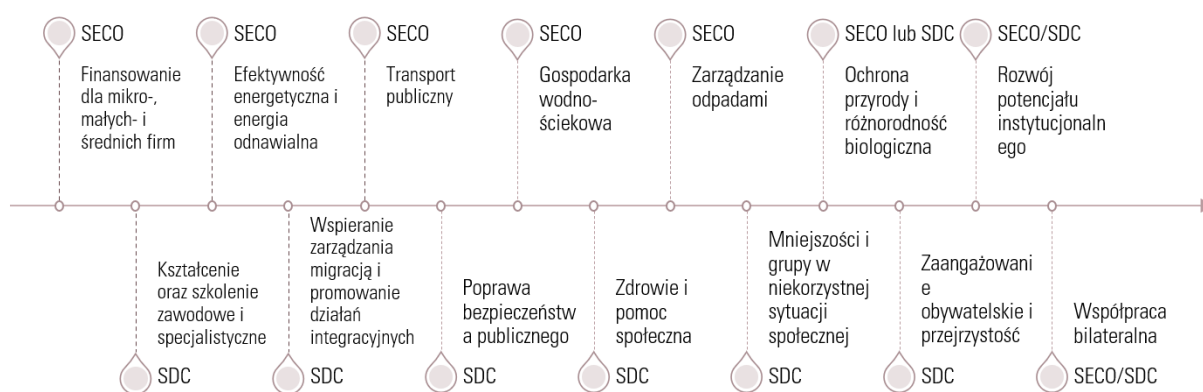 SECO
Finansowanie
dla mikro-,
małych- i
średnich firm
SECO
Efektywność
energetyczna i
energia
odnawialna
SECO
Transport
publiczny
SECO
Gospodarka
wodno-
ściekowa
SECO
Zarządzanie
odpadami
SECO lub SDC
Ochrona
przyrody i
różnorodność
biologiczna
SECO/SDC
Rozwój
potencjału
instytucjonaln
ego
Kształcenie
oraz szkolenie
zawodowe i
specjalistyczne
SDC
Wspieranie
zarządzania
migracją i
promowanie
działań
integracyjnych
SDC
Poprawa
bezpieczeństw
a publicznego
SDC
Zdrowie i
pomoc
społeczna
SDC
Mniejszości i
grupy w
niekorzystnej
sytuacji
społecznej
SDC
Zaangażowani
e
obywatelskie i
przejrzystość
SDC
Współpraca
bilateralna
SECO/SDC